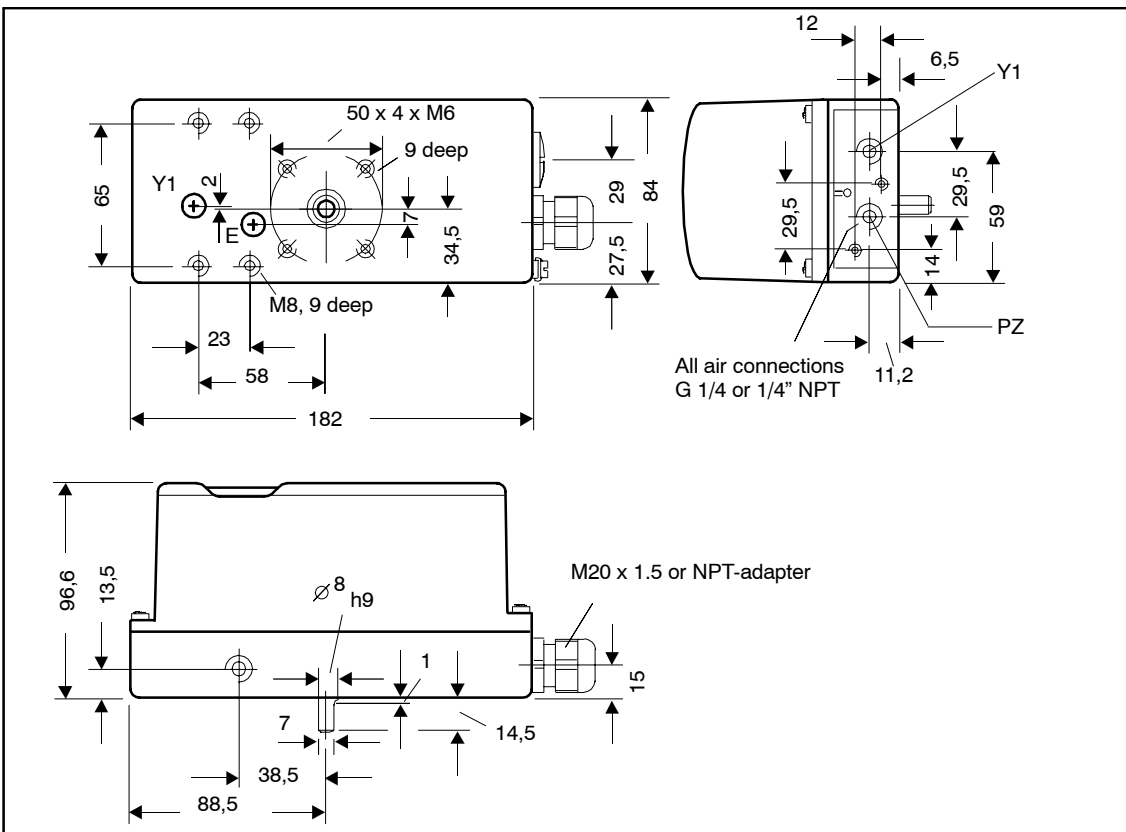 12
6,5
Y1
50 x 4 x M6
9 deep
65
Y1
2
E
7
34,5
29
84
27,5
29,5
29,5
59
14
M8, 9 deep
PZ
23
58
182
All air connections
G 1/4 or 1/4” NPT
11,2
96,6
13,5
⌀ 8
h9
M20 x 1.5 or NPT-adapter
1
15
7
14,5
38,5
88,5